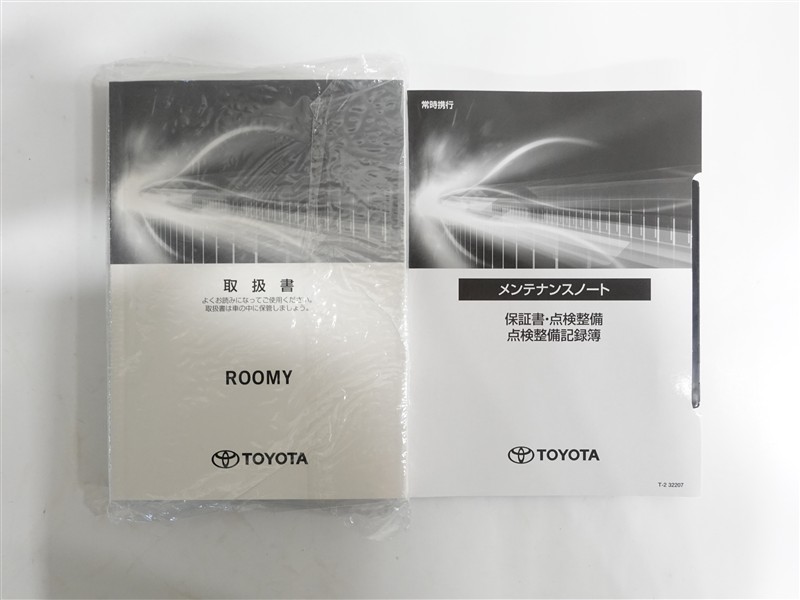 取扱書
よくお読みになってご使用ください。
取扱書は車の中に保管しましょう。
ROOMY
TOYOTA
常時携行
メンテナンスノート
保証書・点検整備
点検整備記録簿
TOYOTA
T-2 32207